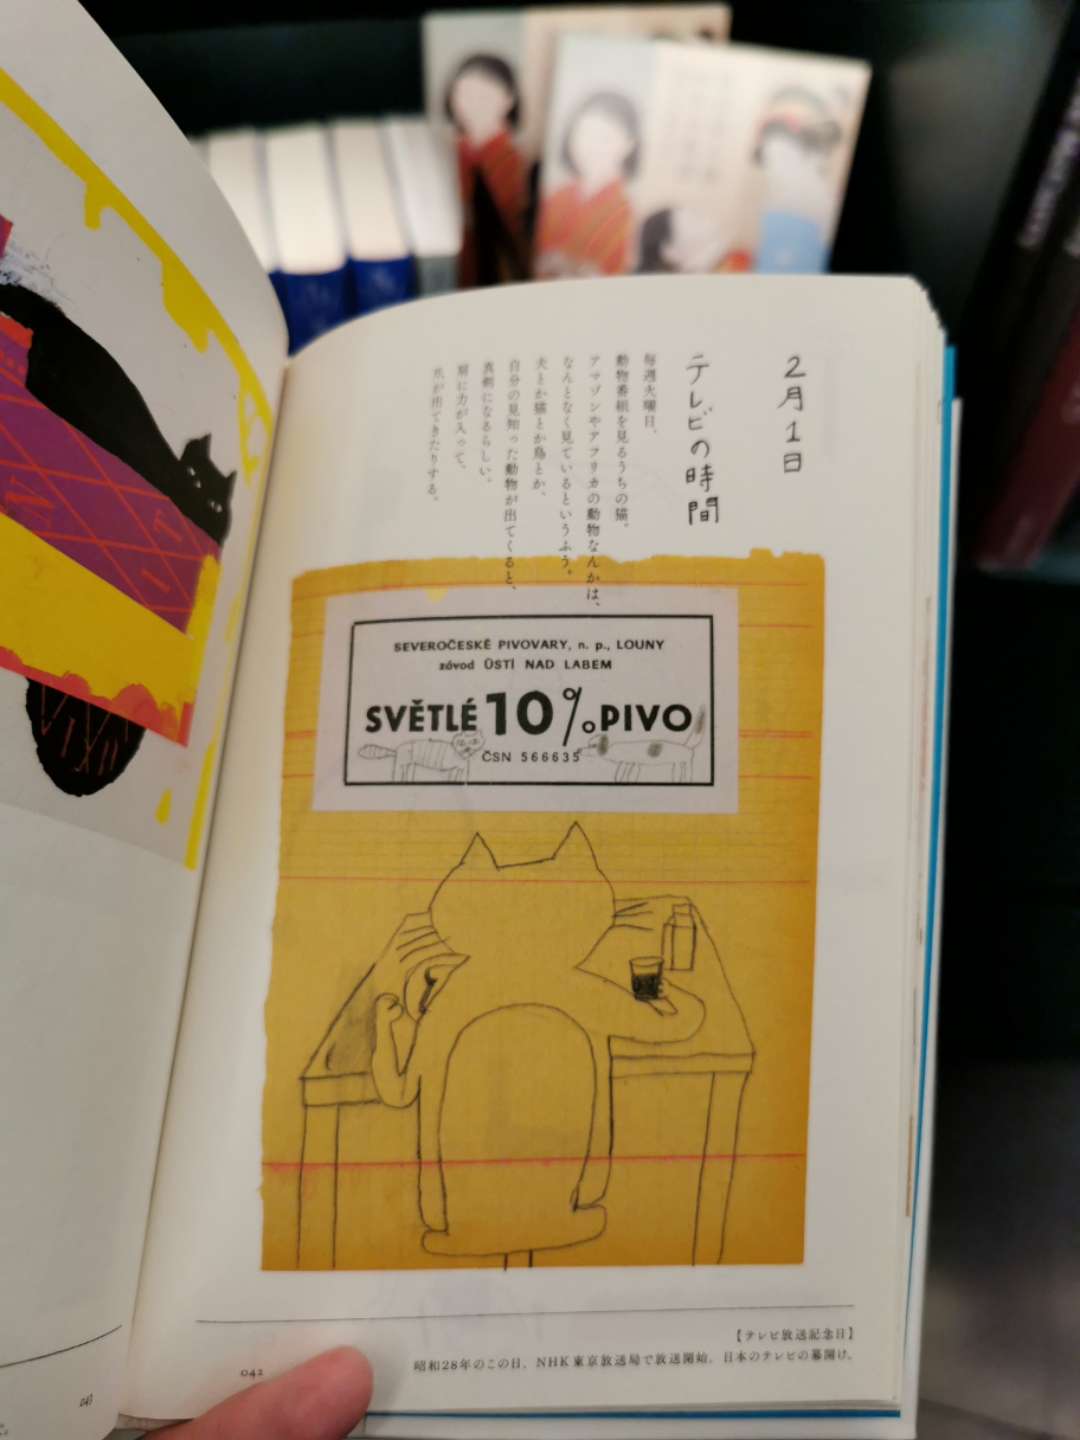 2月1日
テレビの時間
毎週火曜日、
動物番組を見るうちの猫。
アマゾンやアフリカの動物なんかは、
なんとなく見ているというふう。
犬とか猫とか鳥とか、
自分の見知った動物が出てくると、
真剣になるらしい。
肩に力が入って、
爪が出てきたりする。
SEVEROČESKÉ PIVOVARY, n. p., LOUNY
závod ÚSTÍ NAD LABEM
SVĚTLÉ 10% PIVO
ČSN 566635
【テレビ放送記念日】
昭和28年のこの日、NHK東京放送局で放送開始。日本のテレビの幕開け。
042